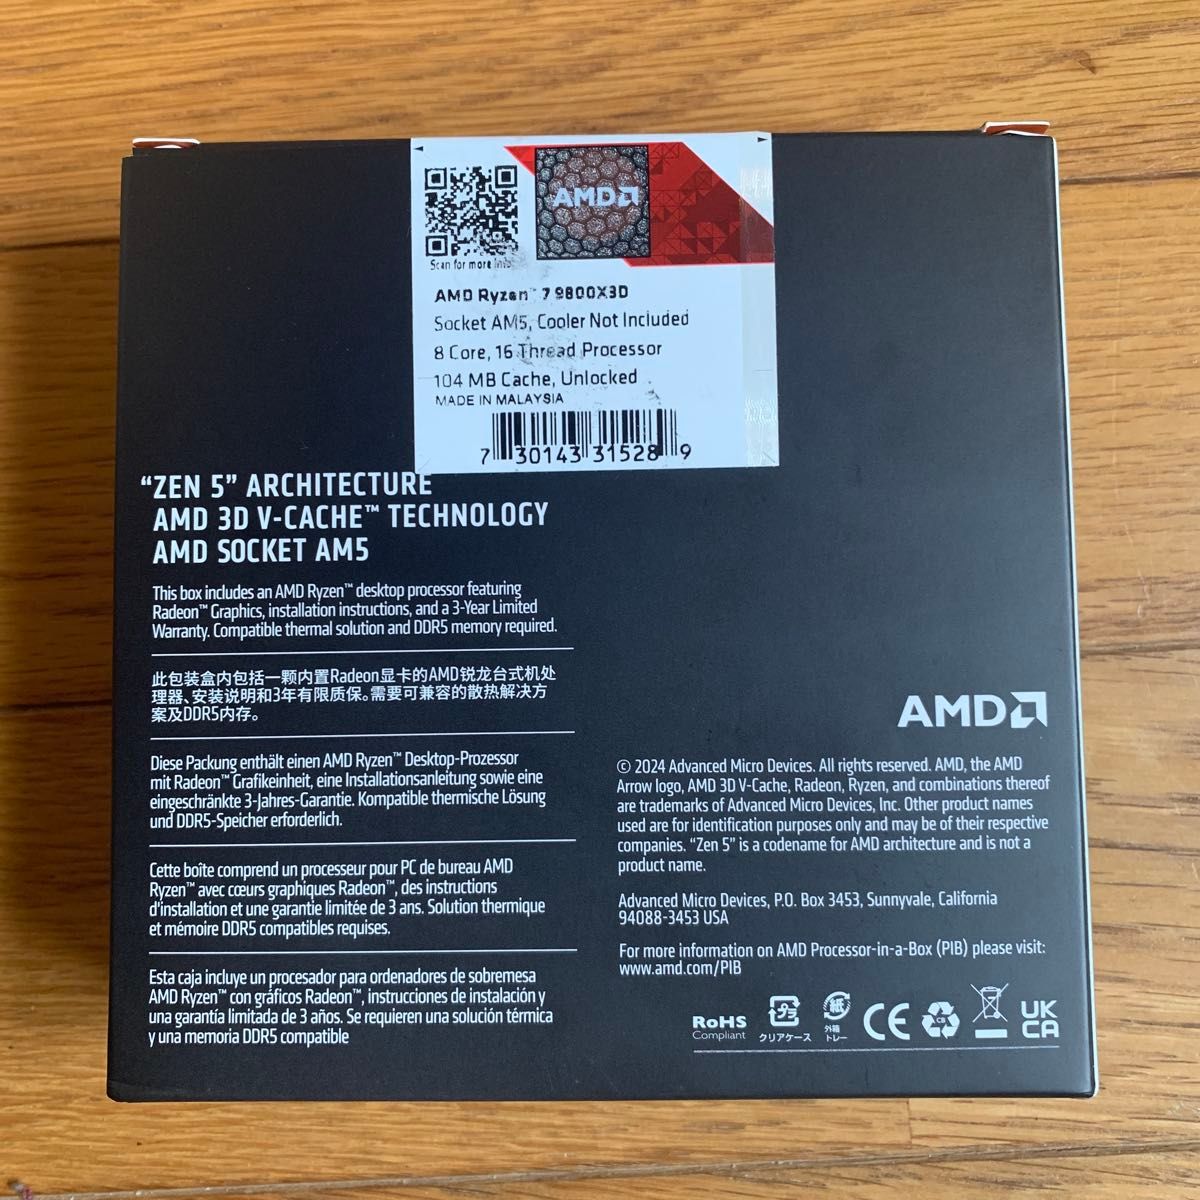 AMD
Scan for more info
AMD Ryzen™ 7 9800X3D
Socket AM5, Cooler Not Included
8 Core, 16 Thread Processor
104 MB Cache, Unlocked
MADE IN MALAYSIA
7 30143 31528 9
“ZEN 5” ARCHITECTURE
AMD 3D V-CACHE™ TECHNOLOGY
AMD SOCKET AM5
This box includes an AMD Ryzen™ desktop processor featuring
Radeon™ Graphics, installation instructions, and a 3-Year Limited
Warranty. Compatible thermal solution and DDR5 memory required.
此包装盒内包括一颗内置Radeon显卡的AMD锐龙台式机处
理器、安装说明和3年有限质保。需要可兼容的散热解决方
案及DDR5内存。
Diese Packung enthält einen AMD Ryzen™ Desktop-Prozessor
mit Radeon™ Grafikeinheit, eine Installationsanleitung sowie eine
eingeschränkte 3-Jahres-Garantie. Kompatible thermische Lösung
und DDR5-Speicher erforderlich.
Cette boîte comprend un processeur pour PC de bureau AMD
Ryzen™ avec cœurs graphiques Radeon™, des instructions
d'installation et une garantie limitée de 3 ans. Solution thermique
et mémoire DDR5 compatibles requises.
Esta caja incluye un procesador para ordenadores de sobremesa
AMD Ryzen™ con gráficos Radeon™, instrucciones de instalación y
una garantía limitada de 3 años. Se requieren una solución térmica
y una memoria DDR5 compatible
AMD
© 2024 Advanced Micro Devices. All rights reserved. AMD, the AMD
Arrow logo, AMD 3D V-Cache, Radeon, Ryzen, and combinations thereof
are trademarks of Advanced Micro Devices, Inc. Other product names
used are for identification purposes only and may be of their respective
companies. “Zen 5” is a codename for AMD architecture and is not a
product name.
Advanced Micro Devices, P.O. Box 3453, Sunnyvale, California
94088-3453 USA
For more information on AMD Processor-in-a-Box (PIB) please visit:
www.amd.com/PIB
RoHS
Compliant
プラ
クリアケース
紙
外箱
トレー
CE
CB
UK
CA